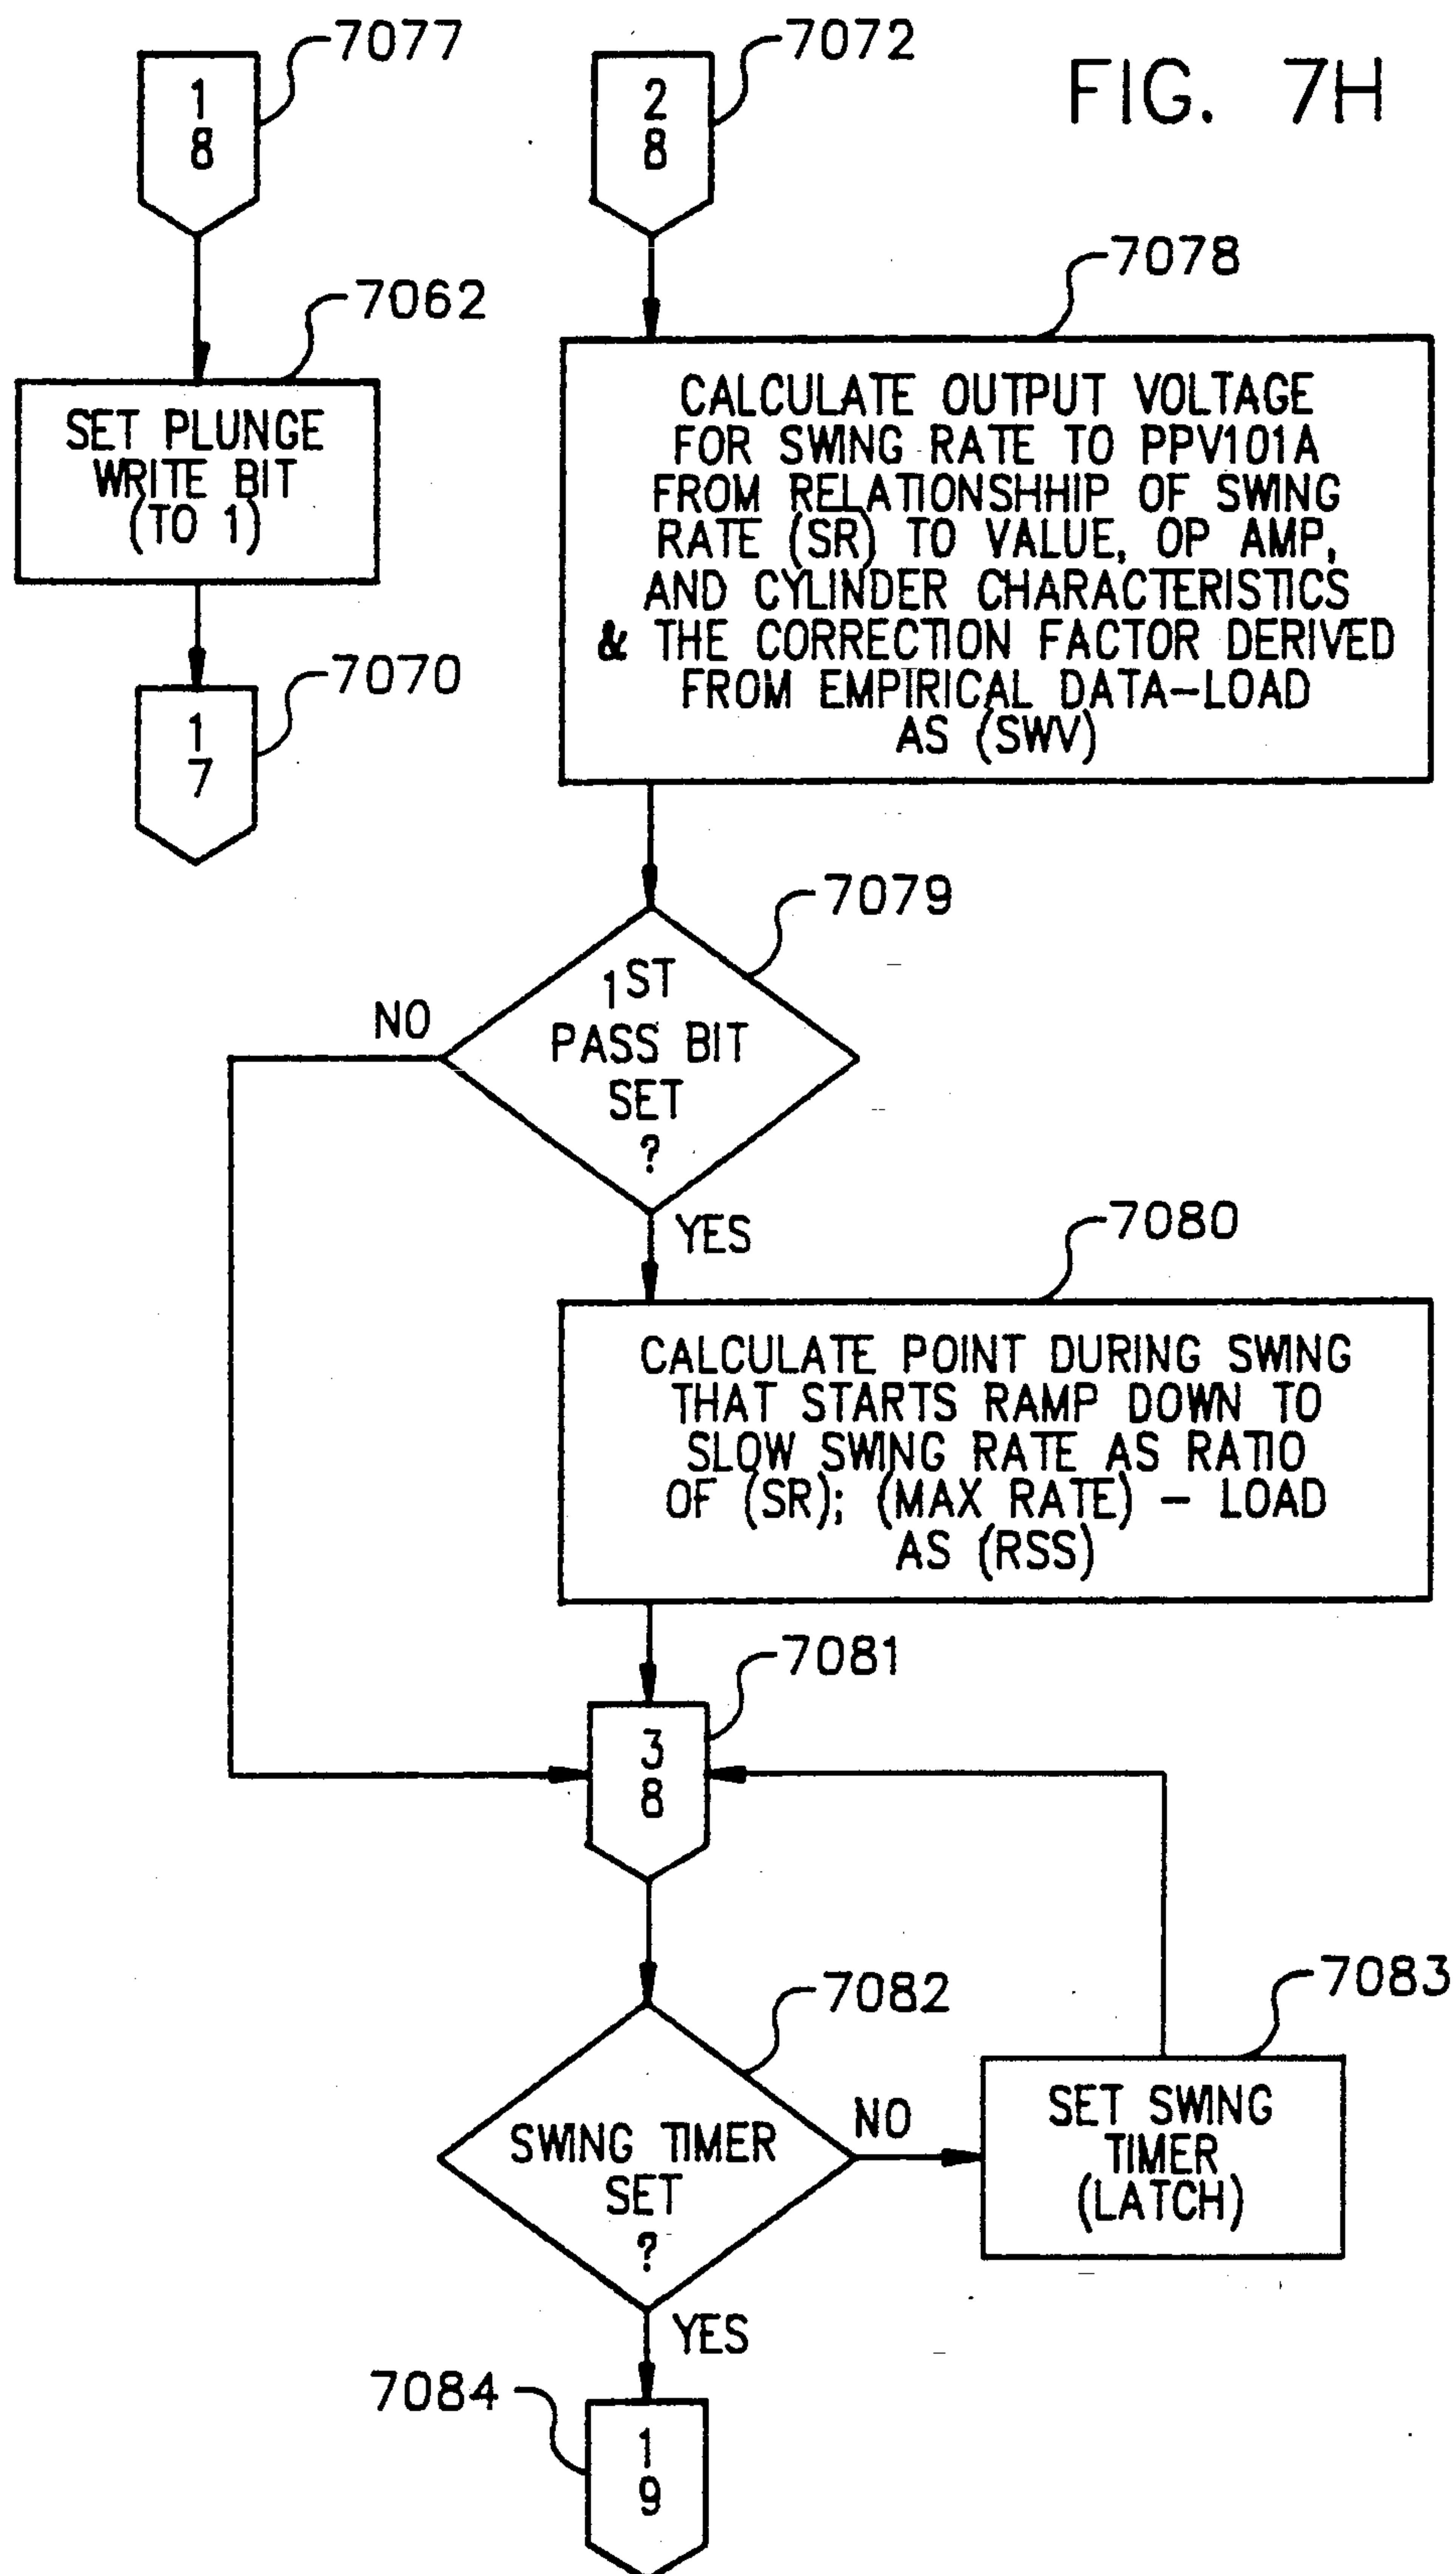 FIG. 7H
7077
1
8
7062
SET PLUNGE
WRITE BIT
(TO 1)
7070
1
7
7072
2
8
7078
CALCULATE OUTPUT VOLTAGE
FOR SWING RATE TO PPV101A
FROM RELATIONSHHIP OF SWING
RATE (SR) TO VALUE, OP AMP,
AND CYLINDER CHARACTERISTICS
& THE CORRECTION FACTOR DERIVED
FROM EMPIRICAL DATA-LOAD
AS (SWV)
7079
1ST
PASS BIT
SET
?
NO
YES
7080
CALCULATE POINT DURING SWING
THAT STARTS RAMP DOWN TO
SLOW SWING RATE AS RATIO
OF (SR); (MAX RATE) - LOAD
AS (RSS)
7081
3
8
7082
SWING TIMER
SET
?
NO
7083
SET SWING
TIMER
(LATCH)
YES
7084
1
9